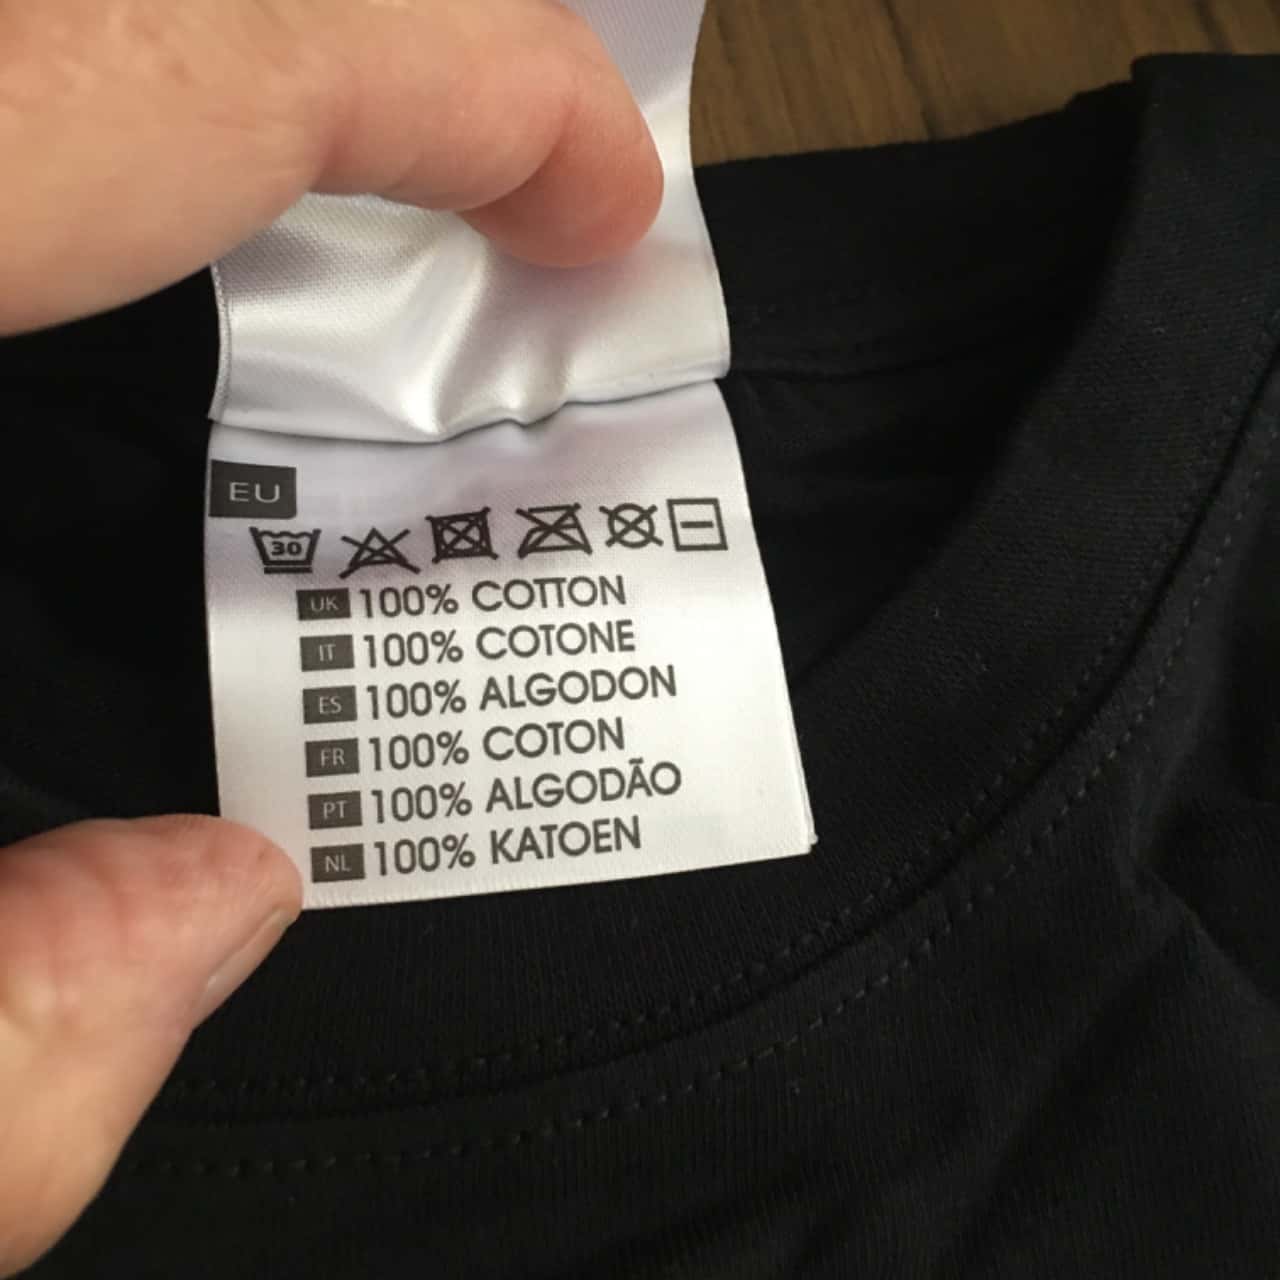 EU
30
UK 100% COTTON
IT 100% COTONE
ES 100% ALGODON
FR 100% COTON
PT 100% ALGODÃO
NL 100% KATOEN